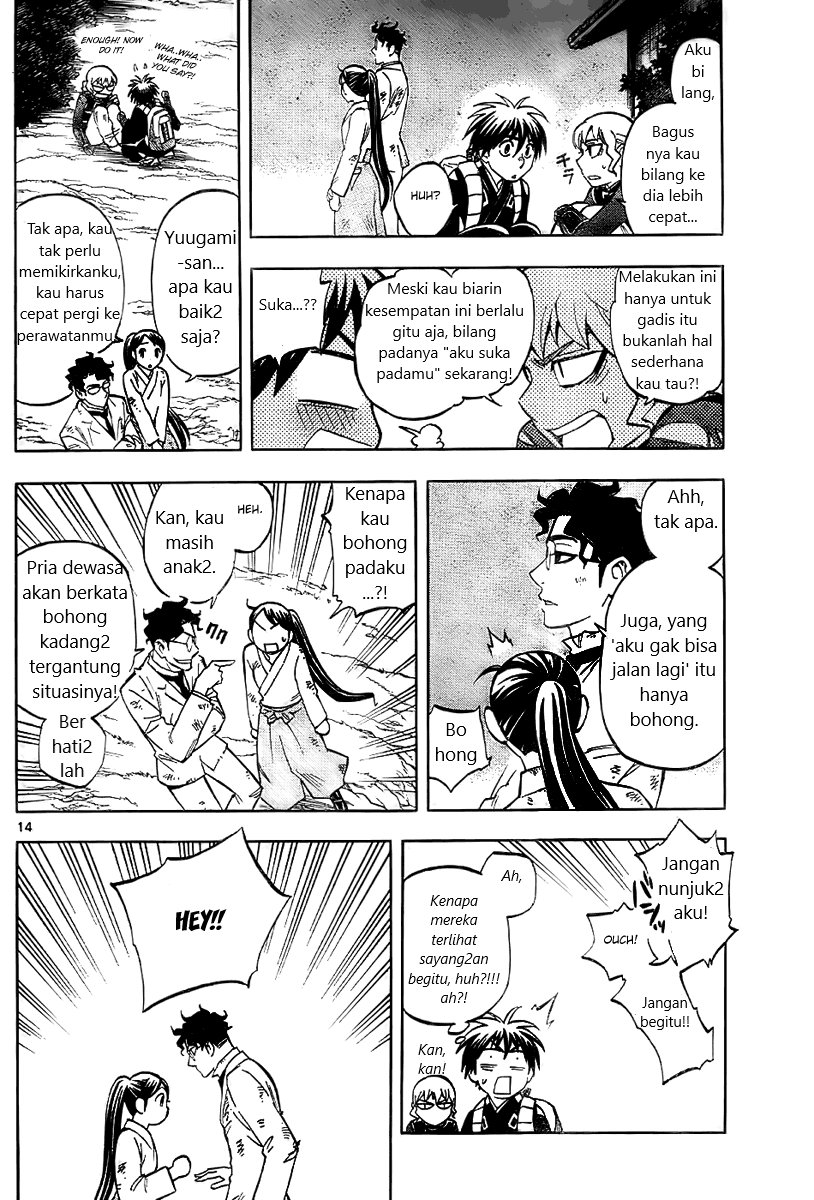 Aku
bi
lang,
Bagus
nya kau
bilang ke
dia lebih
cepat...
チラ
HUH?
ENOUGH! NOW
DO IT!
WHA..WHA..
WHAT DID
YOU SAY?!
Yuugami
-san...
apa kau
baik2
saja?
Tak apa, kau
tak perlu
memikirkanku,
kau harus
cepat pergi ke
perawatanmu
Melakukan ini
hanya untuk
gadis itu
bukanlah hal
sederhana
kau tau?!
Meski kau biarin
kesempatan ini berlalu
gitu aja, bilang
padanya "aku suka
padamu" sekarang!
Suka...??
Ahh,
tak apa.
Juga, yang
'aku gak bisa
jalan lagi' itu
hanya
bohong.
Bo
hong
Kenapa
kau
bohong
padaku
...?!
HEH.
Kan, kau
masih
anak2.
Pria dewasa
akan berkata
bohong
kadang2
tergantung
situasinya!
Ber
hati2
lah
14
Jangan
nunjuk2
aku!
OUCH!
Jangan
begitu!!
Ah,
Kenapa
mereka
terlihat
sayang2an
begitu, huh?!!!
ah?!
Kan,
kan!
HEY!!